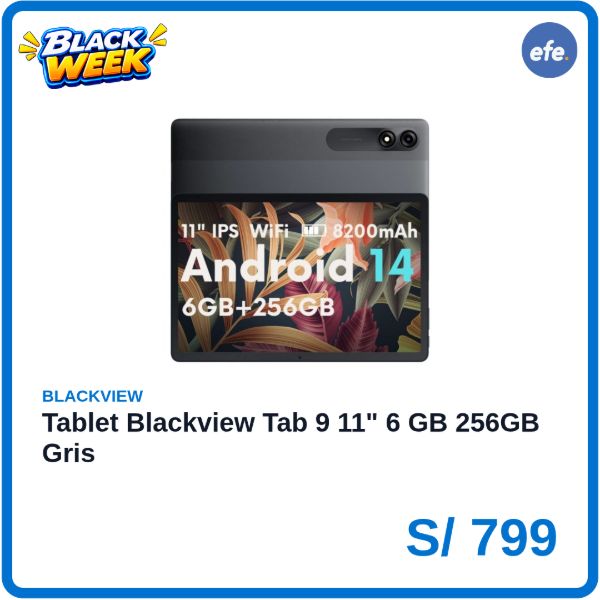 BLACK
WEEK
efe.
11" IPS WiFi 8200mAh
Android 14
6GB+256GB
BLACKVIEW
Tablet Blackview Tab 9 11" 6 GB 256GB
Gris
S/ 799